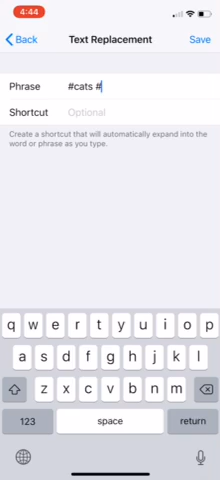 4:44
Back Text Replacement Save
Phrase #cats #
Shortcut Optional
Create a shortcut that will automatically expand into the
word or phrase as you type.
q w e r t y u i o p
a s d f g h j k l
z x c v b n m
123 space return